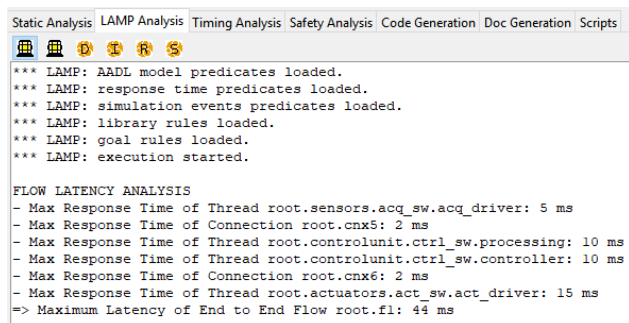 Static Analysis LAMP Analysis Timing Analysis Safety Analysis Code Generation Doc Generation Scripts
D I R S
*** LAMP: AADL model predicates loaded.
*** LAMP: response time predicates loaded.
*** LAMP: simulation events predicates loaded.
*** LAMP: library rules loaded.
*** LAMP: goal rules loaded.
*** LAMP: execution started.
FLOW LATENCY ANALYSIS
- Max Response Time of Thread root.sensors.acq_sw.acq_driver: 5 ms
- Max Response Time of Connection root.cnx5: 2 ms
- Max Response Time of Thread root.controlunit.ctrl_sw.processing: 10 ms
- Max Response Time of Thread root.controlunit.ctrl_sw.controller: 10 ms
- Max Response Time of Connection root.cnx6: 2 ms
- Max Response Time of Thread root.actuators.act_sw.act_driver: 15 ms
=> Maximum Latency of End to End Flow root.f1: 44 ms